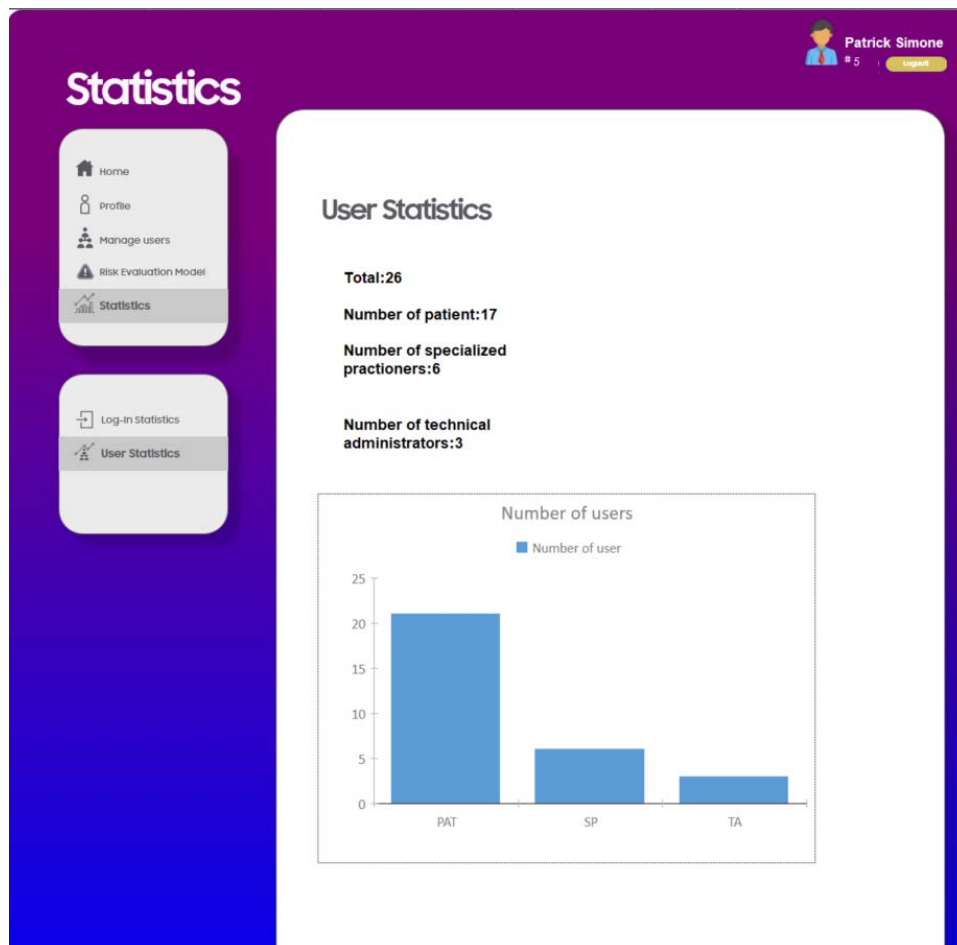 Patrick Simone
# 5
Logout
Statistics
Home
Profile
Manage users
Risk Evaluation Model
Statistics
Log-in Statistics
User Statistics
User Statistics
Total:26
Number of patient:17
Number of specialized
practioners:6
Number of technical
administrators:3
Number of users
Number of user
25
20
15
10
5
0
PAT SP TA